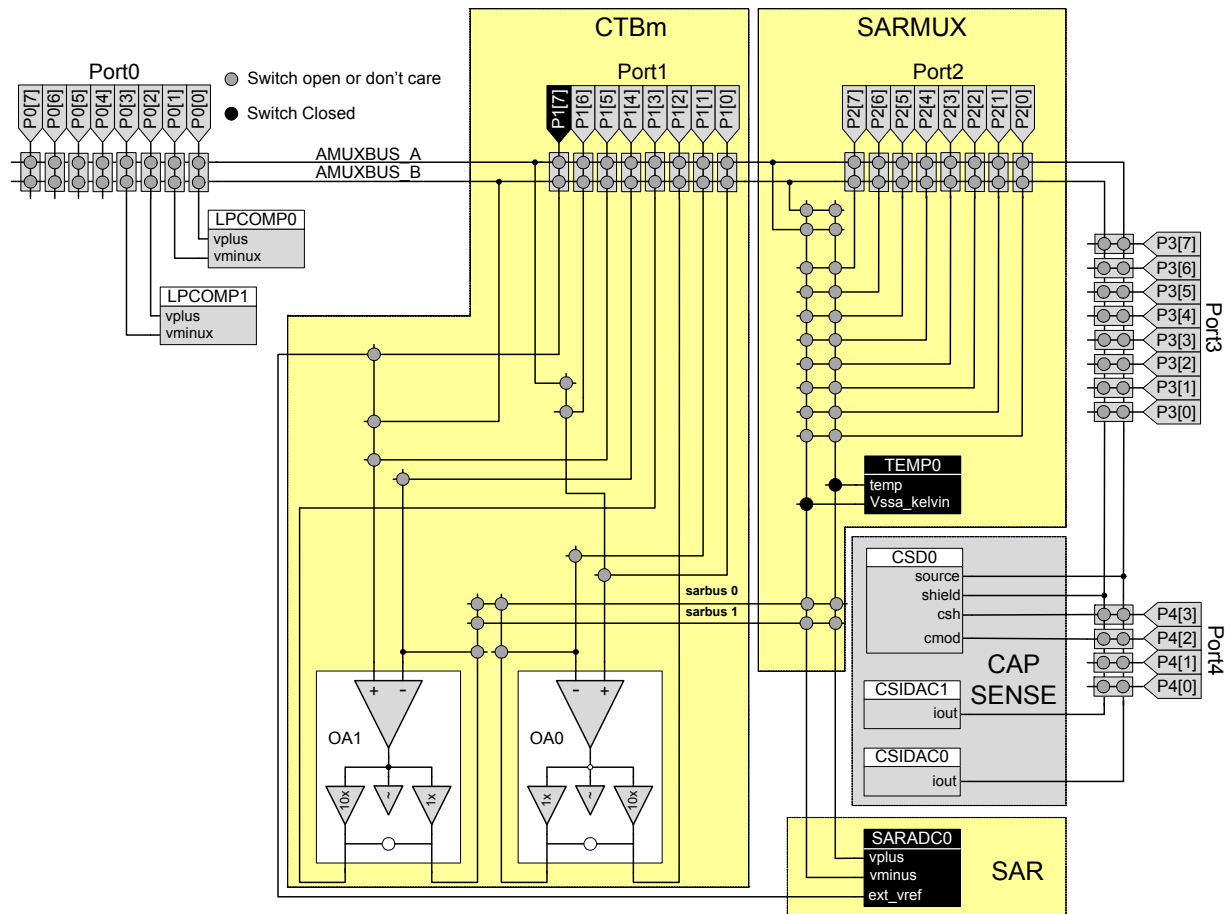 CTBm
SARMUX
Port0
Switch open or don't care
Switch Closed
Port1
Port2
P0[7]
P0[6]
P0[5]
P0[4]
P0[3]
P0[2]
P0[1]
P0[0]
P1[7]
P1[6]
P1[5]
P1[4]
P1[3]
P1[2]
P1[1]
P1[0]
P2[7]
P2[6]
P2[5]
P2[4]
P2[3]
P2[2]
P2[1]
P2[0]
AMUXBUS_A
AMUXBUS_B
LPCOMP0
vplus
vminux
LPCOMP1
vplus
vminux
P3[7]
P3[6]
P3[5]
P3[4]
P3[3]
P3[2]
P3[1]
P3[0]
Port3
TEMP0
temp
Vssa_kelvin
CSD0
source
shield
csh
cmod
sarbus 0
sarbus 1
P4[3]
P4[2]
P4[1]
P4[0]
Port4
CAP
SENSE
CSIDAC1
iout
CSIDAC0
iout
+
-
OA1
10x
~
1x
-
+
OA0
1x
~
10x
SARADC0
vplus
vminus
ext_vref
SAR